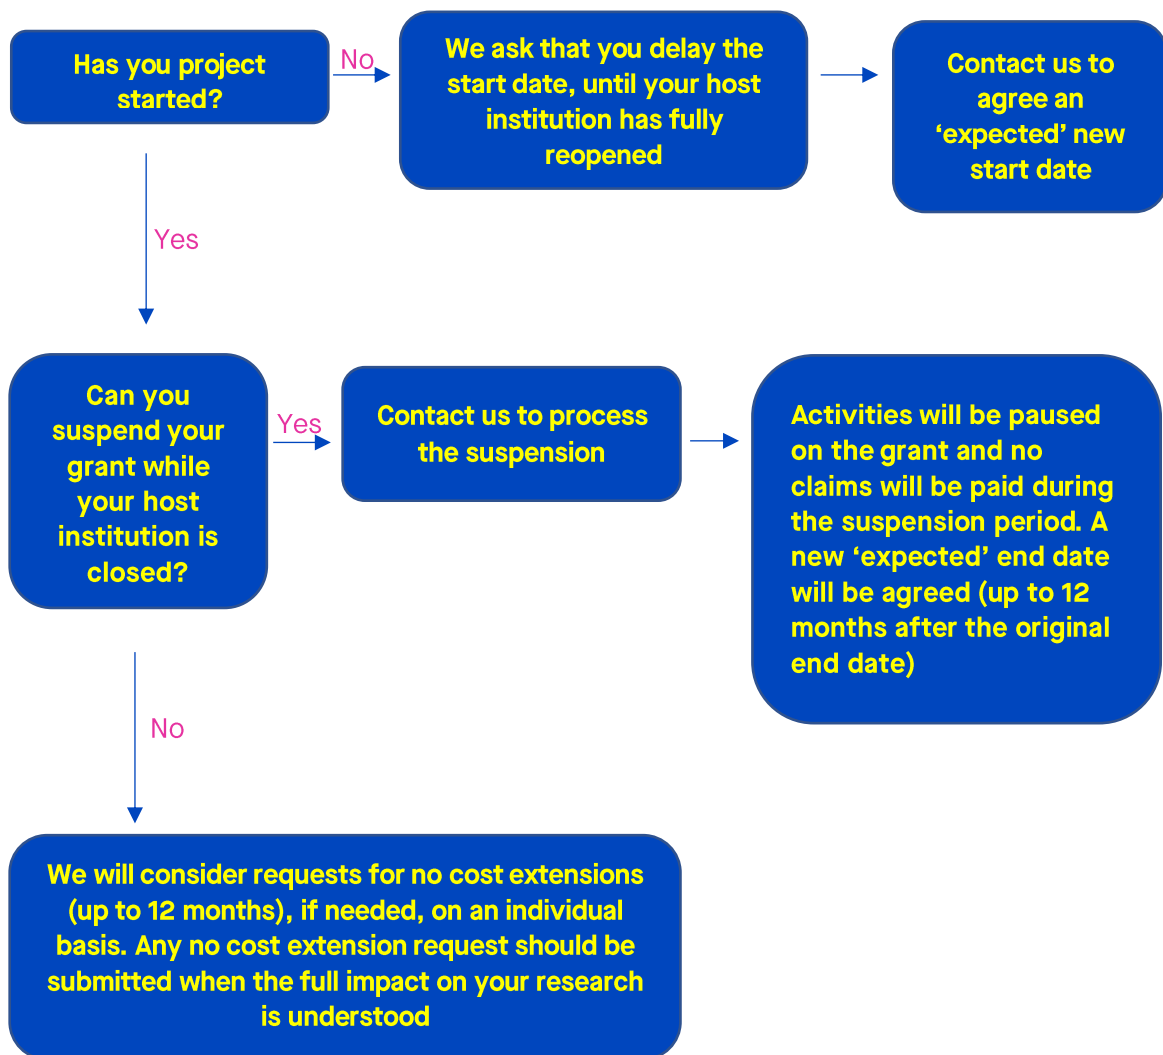 Has you project
started?
No
We ask that you delay the
start date, until your host
institution has fully
reopened
Contact us to
agree an
‘expected’ new
start date
Yes
Can you
suspend your
grant while
your host
institution is
closed?
Yes
Contact us to process
the suspension
Activities will be paused
on the grant and no
claims will be paid during
the suspension period. A
new ‘expected’ end date
will be agreed (up to 12
months after the original
end date)
No
We will consider requests for no cost extensions
(up to 12 months), if needed, on an individual
basis. Any no cost extension request should be
submitted when the full impact on your research
is understood